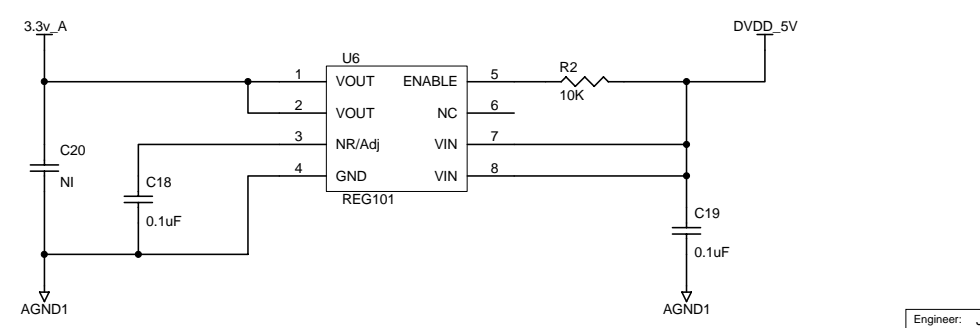 3.3v_A
DVDD_5V
U6
1 VOUT ENABLE 5
R2
10K
2 VOUT NC 6
3 NR/Adj VIN 7
4 GND VIN 8
REG101
C20
NI
C18
0.1uF
C19
0.1uF
AGND1
AGND1
Engineer: